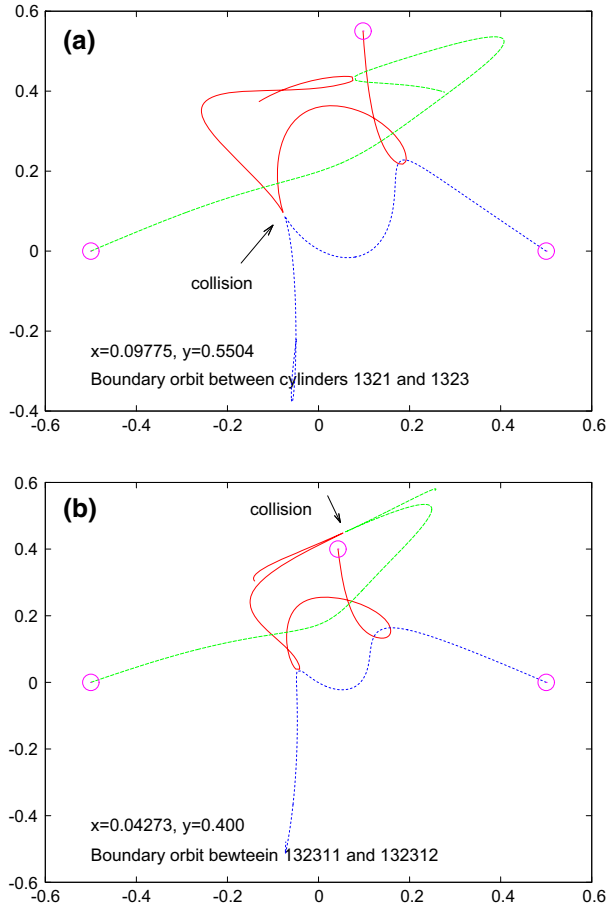 (a)
0.6
0.4
0.2
0
-0.2
-0.4
collision
x=0.09775, y=0.5504
Boundary orbit between cylinders 1321 and 1323
-0.6 -0.4 -0.2 0 0.2 0.4 0.6
(b)
0.6
0.4
0.2
0
-0.2
-0.4
-0.6
collision
x=0.04273, y=0.400
Boundary orbit bewteein 132311 and 132312
-0.6 -0.4 -0.2 0 0.2 0.4 0.6